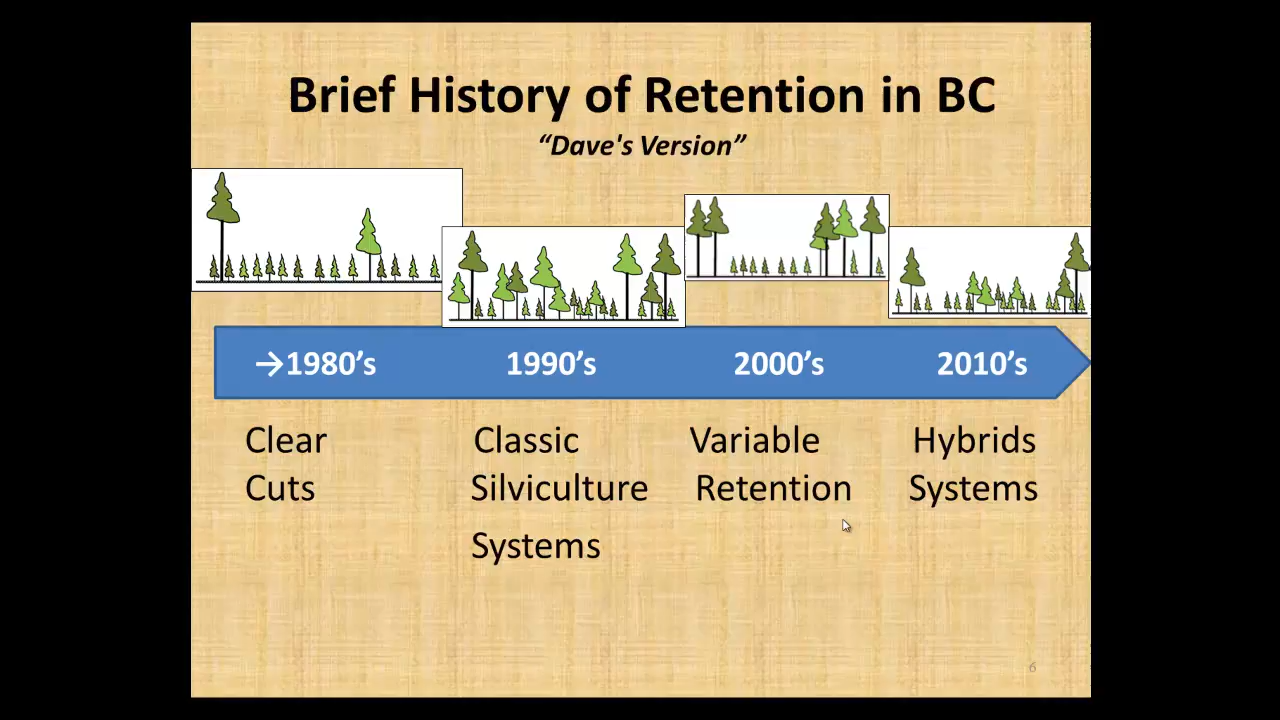 Brief History of Retention in BC
“Dave's Version”
→1980’s 1990’s 2000’s 2010’s
Clear Cuts
Classic Silviculture Systems
Variable Retention
Hybrids Systems
6